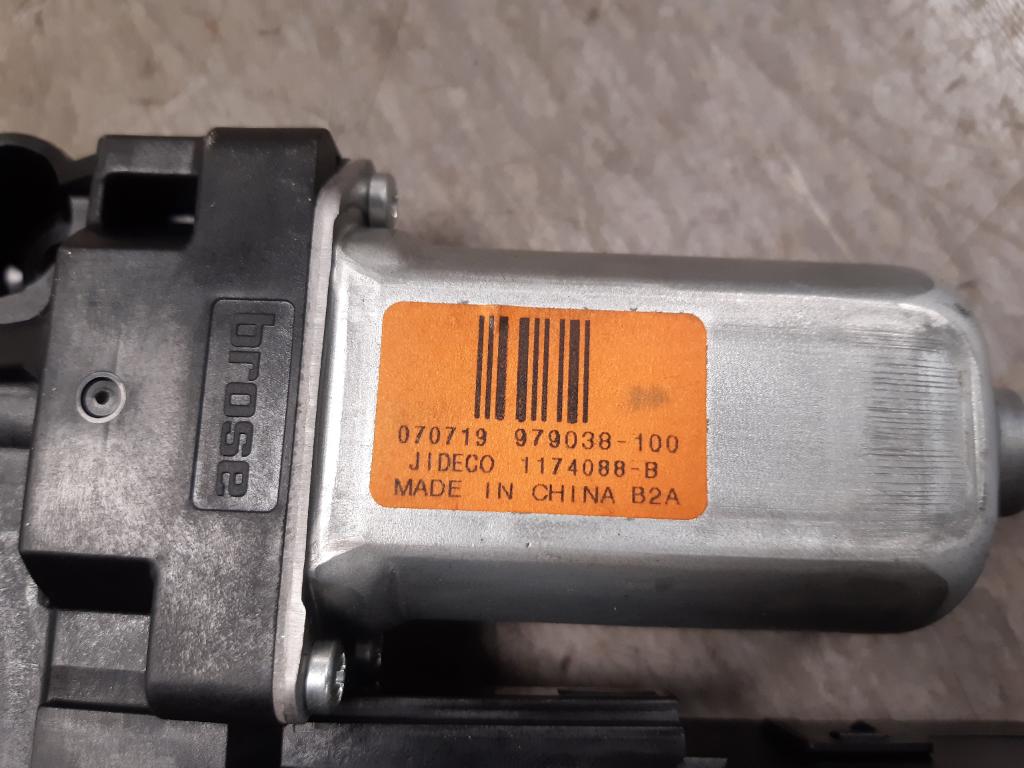 brose
070719 979038-100
JIDECO 1174088-B
MADE IN CHINA B2A